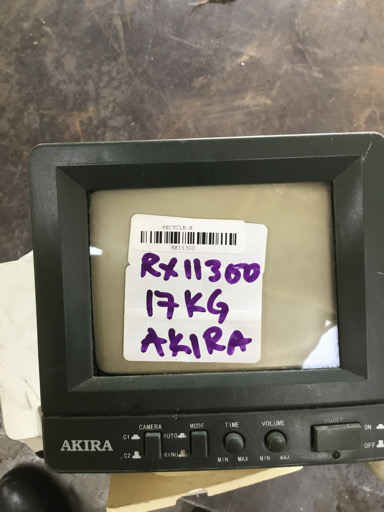 RECYCLE-X
RX11300
RX11300
17KG
AKIRA
CAMERA MODE TIME VOLUME POWER
C1 AUTO ON
C2 MANU MIN MAX MIN MAX OFF
AKIRA